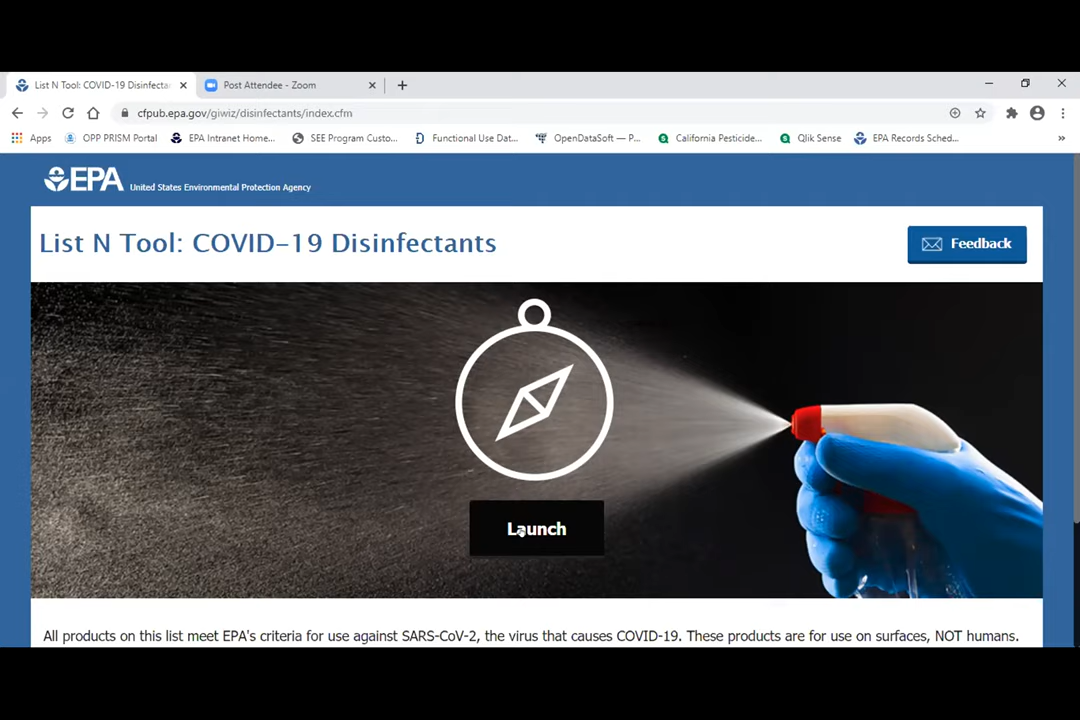 List N Tool: COVID-19 Disinfecta
Post Attendee - Zoom
cfpub.epa.gov/giwiz/disinfectants/index.cfm
Apps
OPP PRISM Portal
EPA Intranet Home...
SEE Program Custo...
Functional Use Dat...
OpenDataSoft — P...
California Pesticide...
Qlik Sense
EPA Records Sched...
EPA United States Environmental Protection Agency
List N Tool: COVID-19 Disinfectants
Feedback
Launch
All products on this list meet EPA's criteria for use against SARS-CoV-2, the virus that causes COVID-19. These products are for use on surfaces, NOT humans.